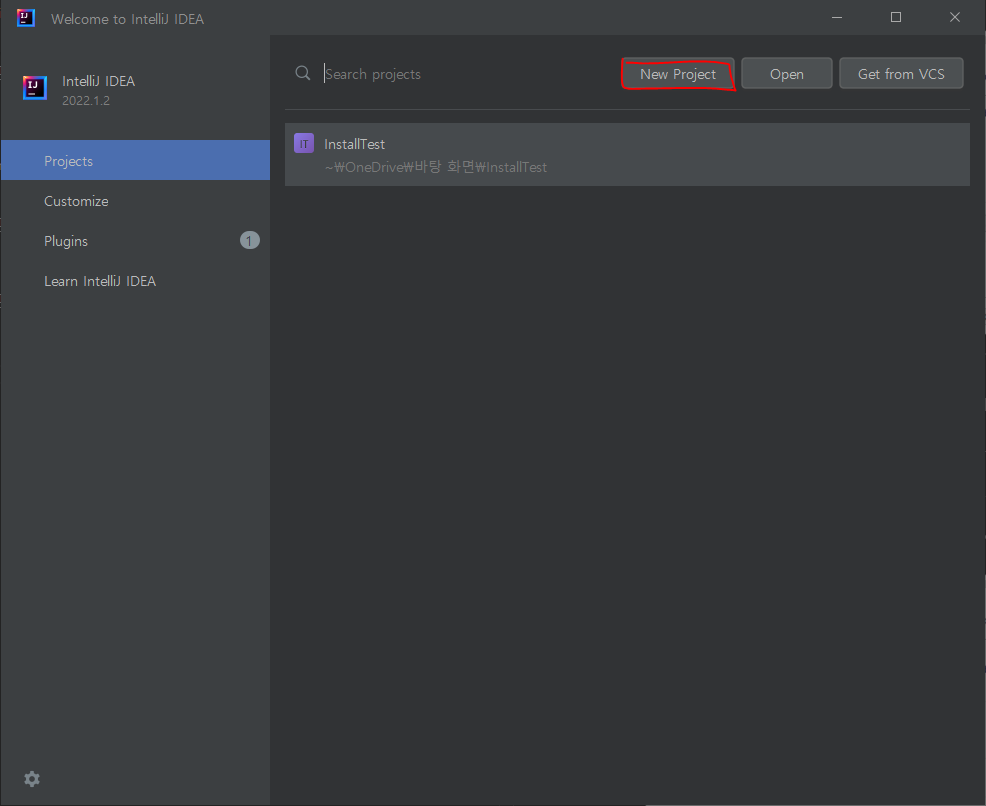 Welcome to IntelliJ IDEA
IntelliJ IDEA
2022.1.2
Projects
Customize
Plugins
1
Learn IntelliJ IDEA
Search projects
New Project
Open
Get from VCS
IT
InstallTest
~₩OneDrive₩바탕 화면₩InstallTest